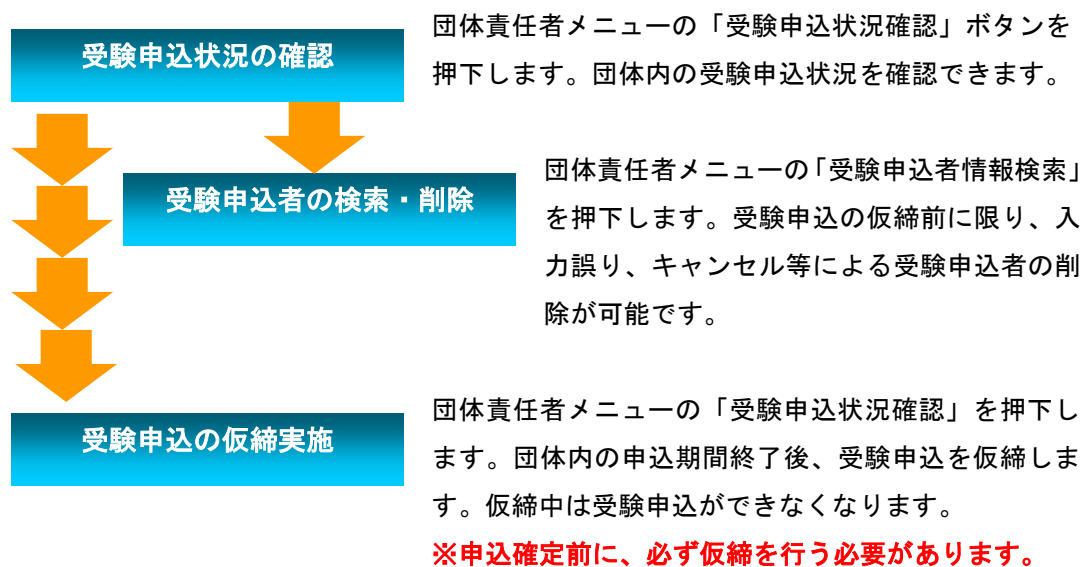 受験申込状況の確認
団体責任者メニューの「受験申込状況確認」ボタンを
押下します。団体内の受験申込状況を確認できます。
受験申込者の検索・削除
団体責任者メニューの「受験申込者情報検索」
を押下します。受験申込の仮締前に限り、入
力誤り、キャンセル等による受験申込者の削
除が可能です。
受験申込の仮締実施
団体責任者メニューの「受験申込状況確認」を押下し
ます。団体内の申込期間終了後、受験申込を仮締しま
す。仮締中は受験申込ができなくなります。
※申込確定前に、必ず仮締を行う必要があります。